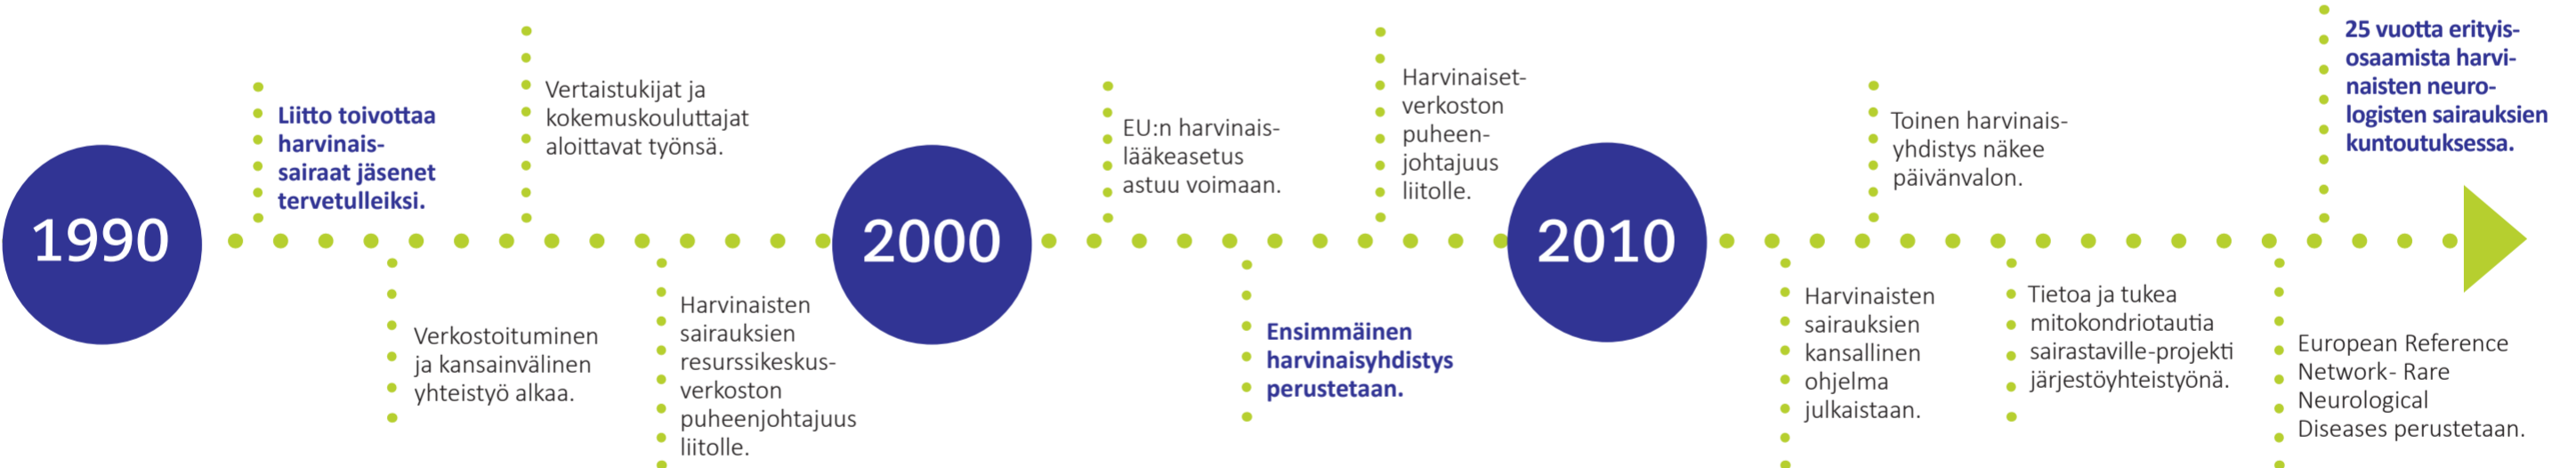 1990
Liitto toivottaa
harvinais-
sairaat jäsenet
tervetulleiksi.
Verkostoituminen
ja kansainvälinen
yhteistyö alkaa.
Vertaistukijat ja
kokemuskouluttajat
aloittavat työnsä.
Harvinaisten
sairauksien
resurssikeskus-
verkoston
puheenjohtajuus
liitolle.
2000
EU:n harvinais-
lääkeasetus
astuu voimaan.
Ensimmäinen
harvinaisyhdistys
perustetaan.
Harvinaiset-
verkoston
puheen-
johtajuus
liitolle.
2010
Harvinaisten
sairauksien
kansallinen
ohjelma
julkaistaan.
Toinen harvinais-
yhdistys näkee
päivänvalon.
Tietoa ja tukea
mitokondriotautia
sairastaville-projekti
järjestöyhteistyönä.
European Reference
Network- Rare
Neurological
Diseases perustetaan.
25 vuotta erityis-
osaamista harvi-
naisten neuro-
logisten sairauksien
kuntoutuksessa.